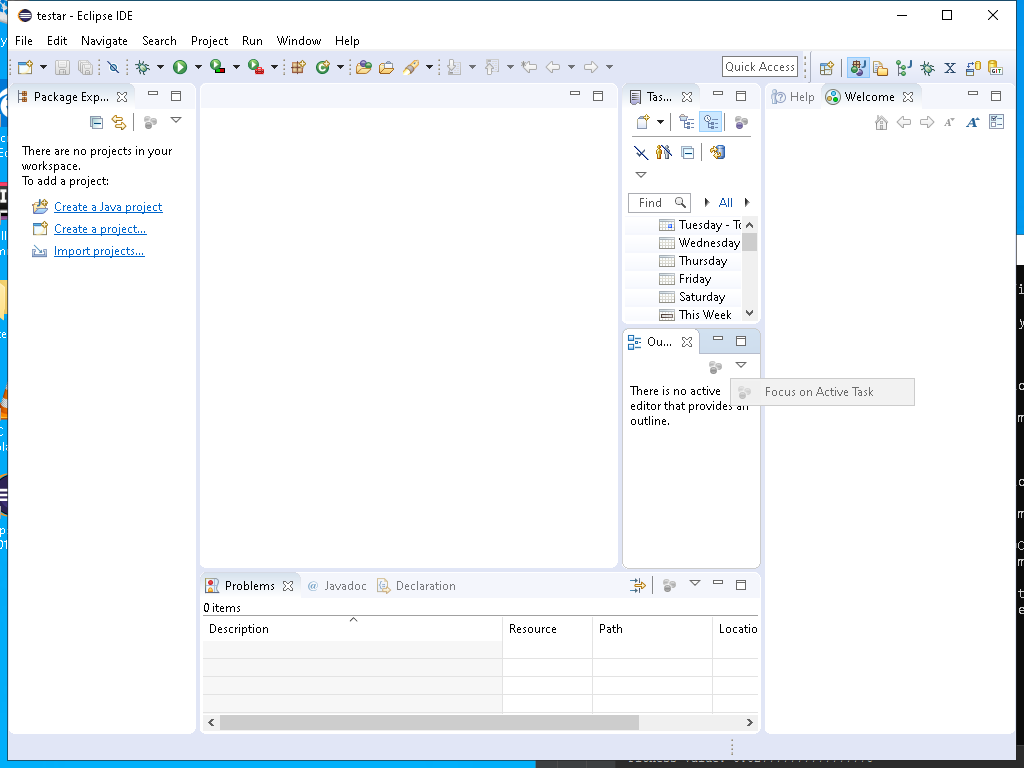 testar - Eclipse IDE
File Edit Navigate Search Project Run Window Help
Quick Access
Package Exp...
There are no projects in your
workspace.
To add a project:
Create a Java project
Create a project...
Import projects...
Tas...
Find
All
Tuesday - To
Wednesday
Thursday
Friday
Saturday
This Week
Ou...
There is no active
editor that provides an
outline.
Focus on Active Task
Help Welcome
Problems @ Javadoc Declaration
0 items
Description Resource Path Locatio